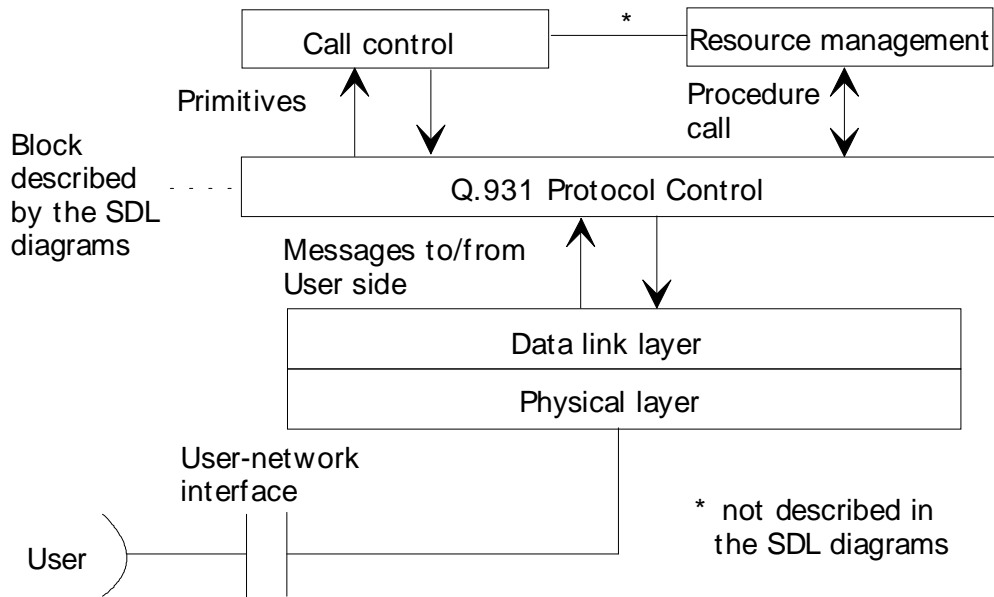 *
Call control
Resource management
Primitives
Procedure
call
Block
described
by the SDL
diagrams
Q.931 Protocol Control
Messages to/from
User side
Data link layer
Physical layer
User-network
interface
* not described in
the SDL diagrams
User